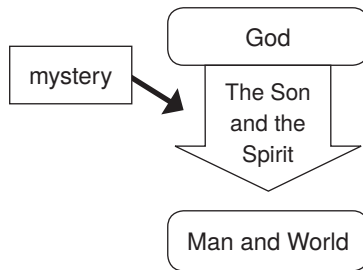 God
mystery
The Son
and the
Spirit
Man and World